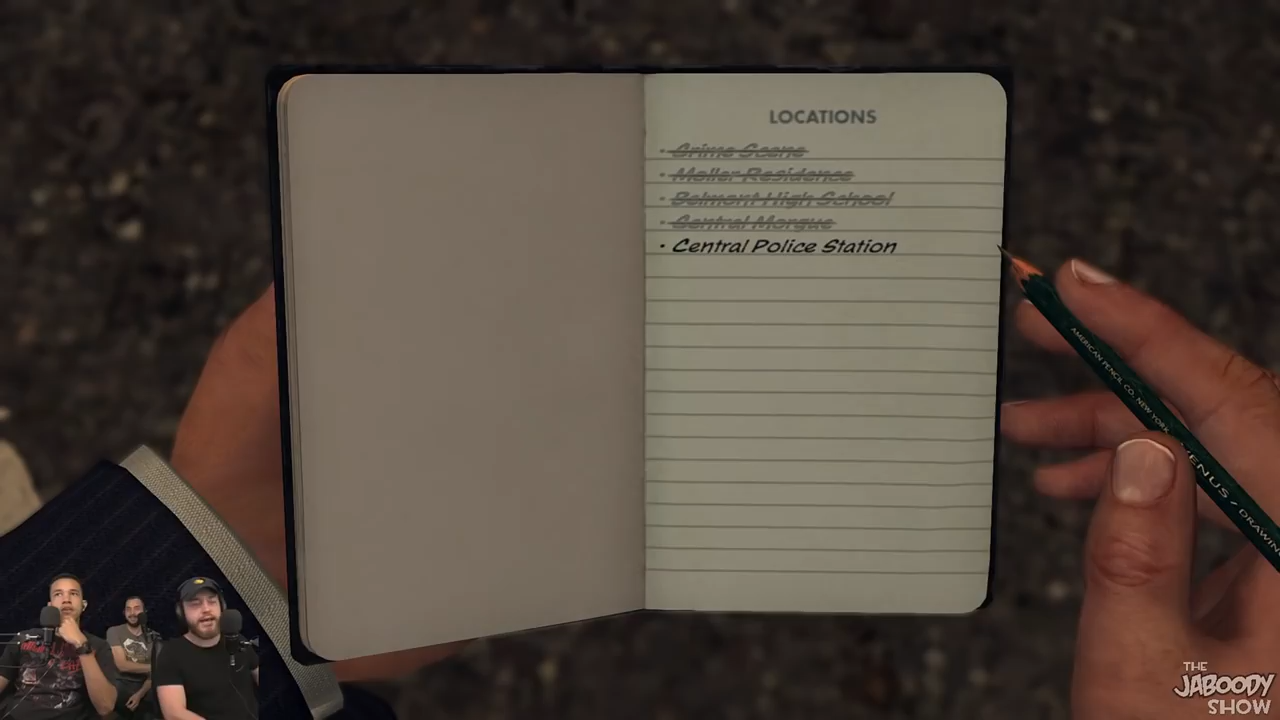 LOCATIONS
· Crime Scene
· Moller Residence
· Belmont High School
· Central Morgue
· Central Police Station
AMERICAN PENCIL CO. NEW YORK
VENUS / DRAWING
THE
JABOODY
SHOW